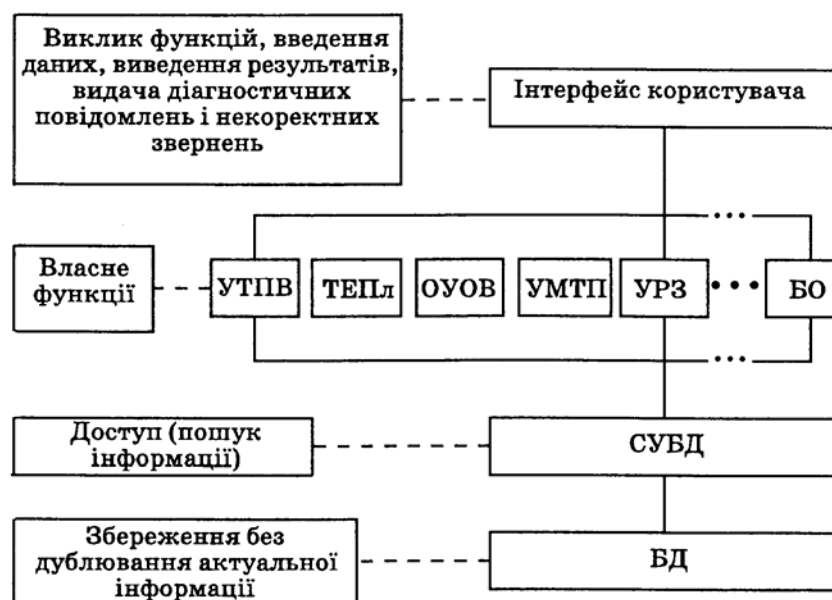 Виклик функцій, введення
даних, виведення результатів,
видача діагностичних
повідомлень і некоректних
звернень
Інтерфейс користувача
...
Власне
функції
УТПВ
ТЕПл
ОУОВ
УМТП
УРЗ
...
БО
...
Доступ (пошук
інформації)
СУБД
Збереження без
дублювання актуальної
інформації
БД